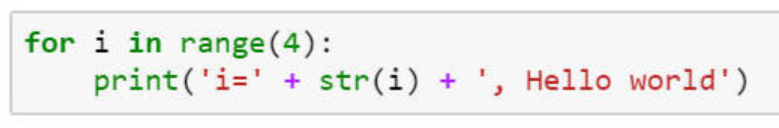 for i in range(4):
    print('i=' + str(i) + ', Hello world')